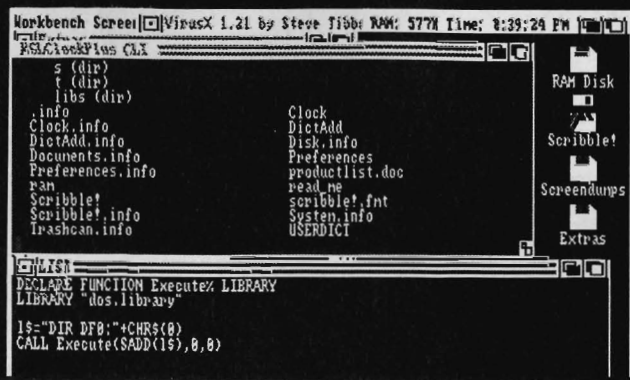 Workbench Screen VirusX 1.21 by Steve Tibb RAM: 577K Time: 8:39:24 PM
RSLClockPlus CLI
s (dir)
t (dir)
libs (dir)
.info Clock
Clock.info DictAdd
DictAdd.info Disk.info
Documents.info Preferences
Preferences.info productlist.doc
ram read_me
Scribble! scribble!.fnt
Scribble!.info System.info
Trashcan.info USERDICT
RAM Disk
Scribble!
Screendumps
Extras
LIST
DECLARE FUNCTION Execute% LIBRARY
LIBRARY "dos.library"
l$="DIR DF0:"+CHR$(0)
CALL Execute(SADD(l$),0,0)